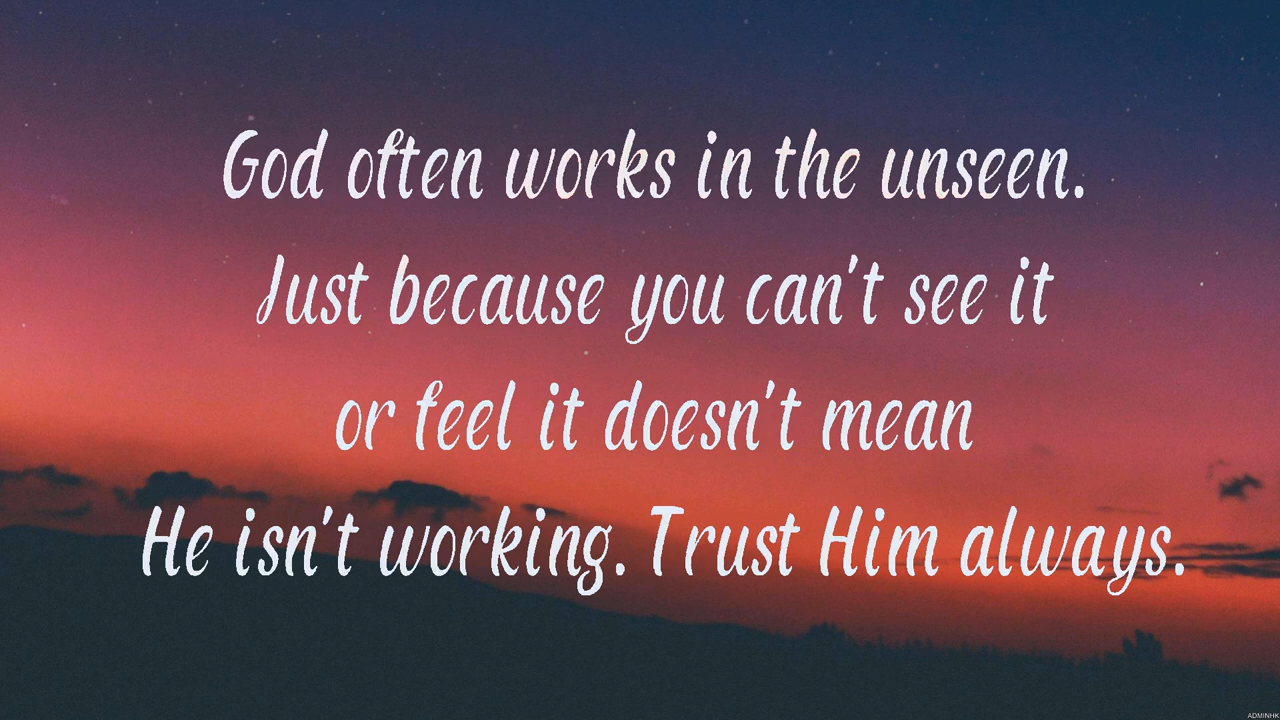 God often works in the unseen.
Just because you can't see it
or feel it doesn't mean
He isn't working. Trust Him always.
ADMINHK